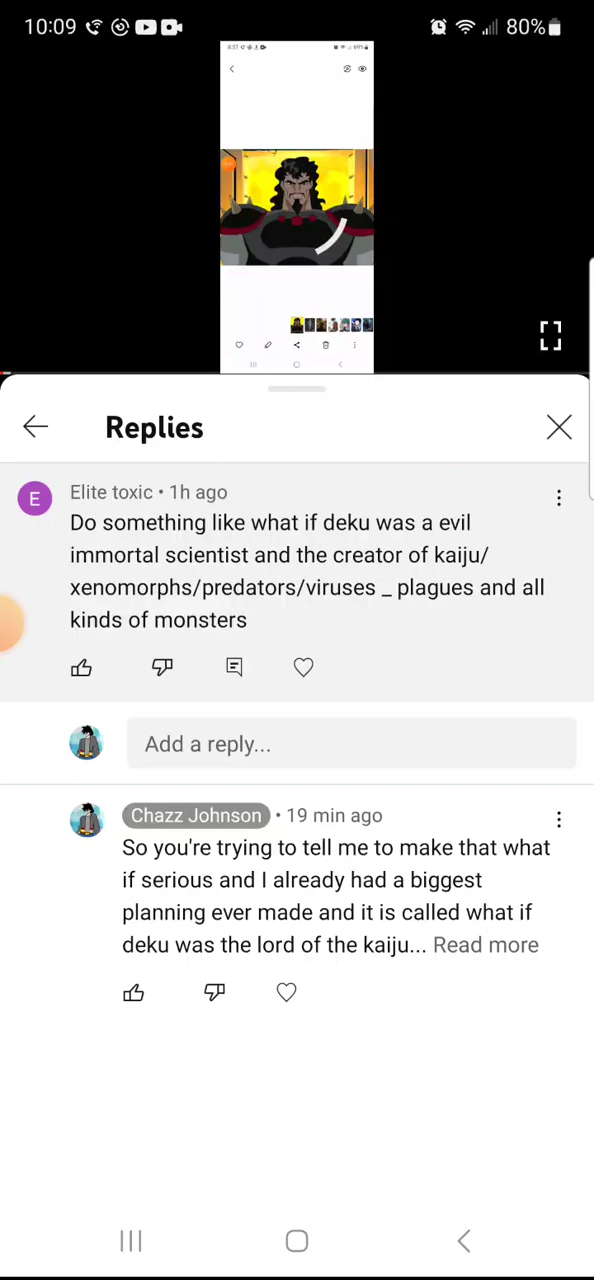 10:09
80%
8:57
69%
Replies
E
Elite toxic • 1h ago
Do something like what if deku was a evil
immortal scientist and the creator of kaiju/
xenomorphs/predators/viruses _ plagues and all
kinds of monsters
Add a reply...
Chazz Johnson • 19 min ago
So you're trying to tell me to make that what
if serious and I already had a biggest
planning ever made and it is called what if
deku was the lord of the kaiju... Read more